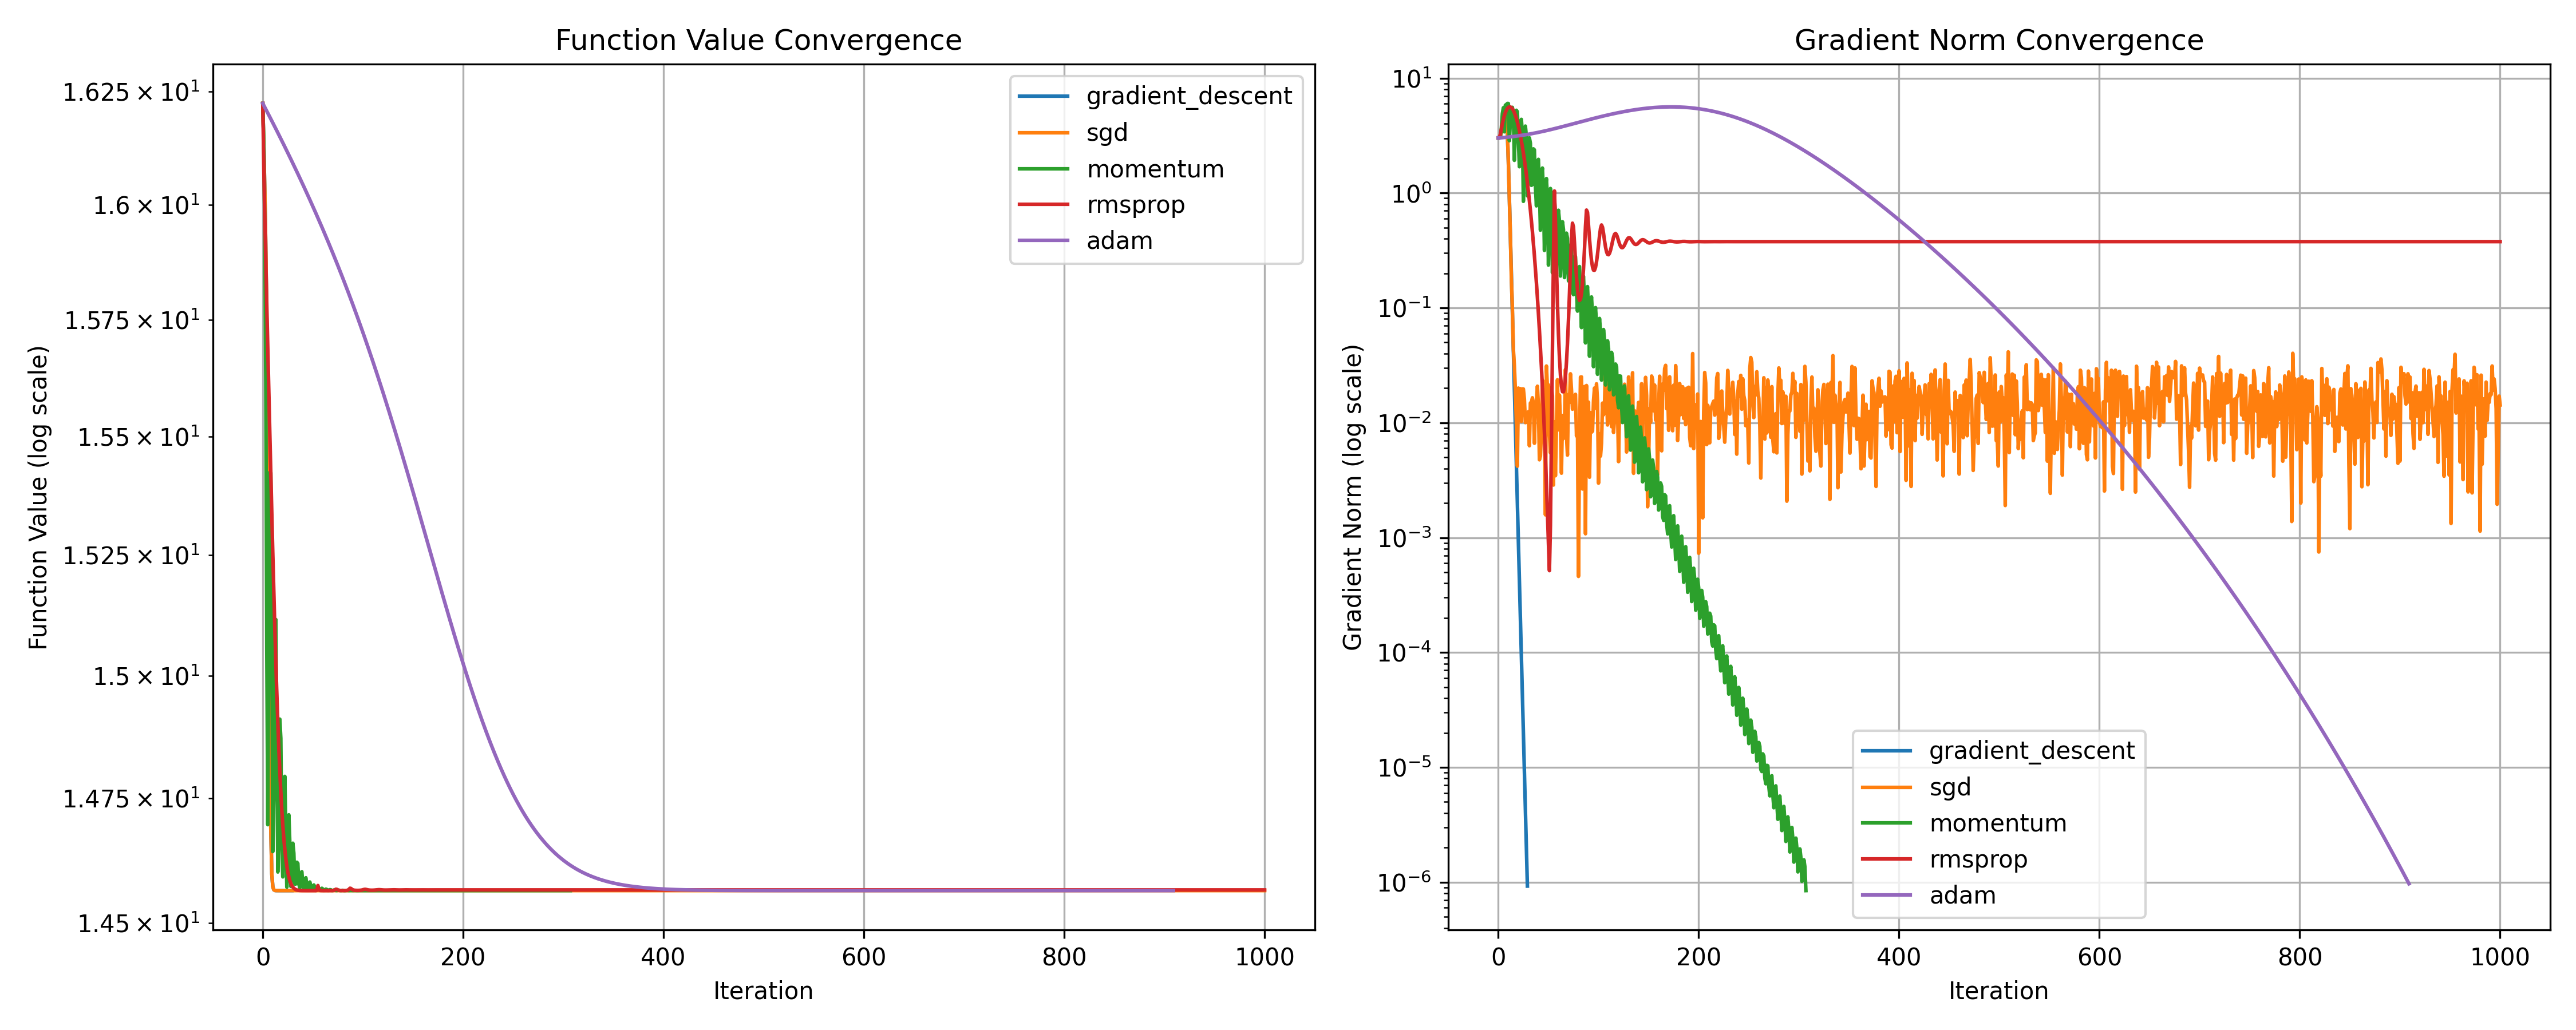 Function Value Convergence
Function Value (log scale)
1.625 × 10¹
1.6 × 10¹
1.575 × 10¹
1.55 × 10¹
1.525 × 10¹
1.5 × 10¹
1.475 × 10¹
1.45 × 10¹
gradient_descent
sgd
momentum
rmsprop
adam
0 200 400 600 800 1000
Iteration
Gradient Norm Convergence
Gradient Norm (log scale)
10¹
10⁰
10⁻¹
10⁻²
10⁻³
10⁻⁴
10⁻⁵
10⁻⁶
gradient_descent
sgd
momentum
rmsprop
adam
0 200 400 600 800 1000
Iteration